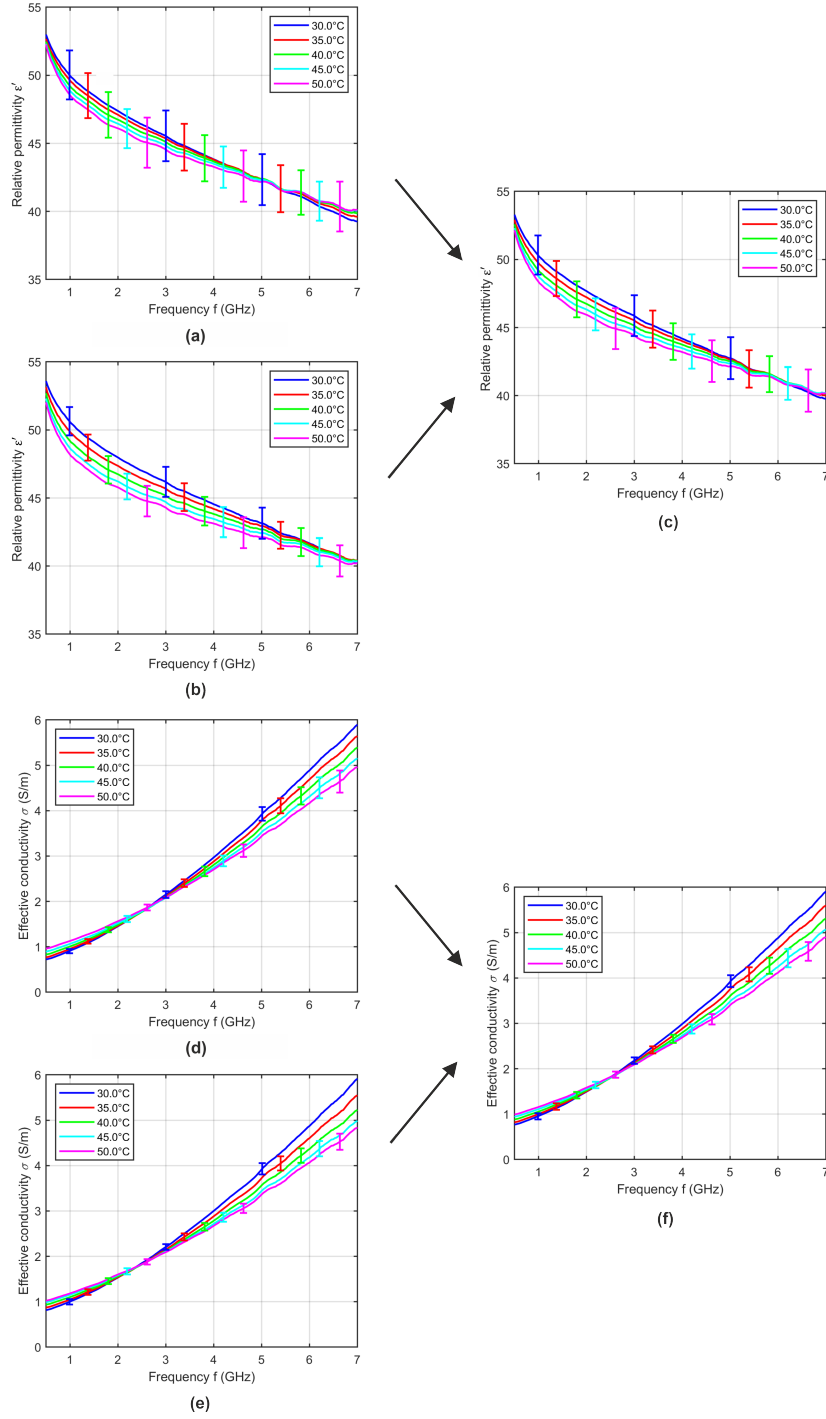 55
50
45
40
35
Relative permittivity ε′
30.0°C
35.0°C
40.0°C
45.0°C
50.0°C
1 2 3 4 5 6 7
Frequency f (GHz)
(a)
55
50
45
40
35
Relative permittivity ε′
30.0°C
35.0°C
40.0°C
45.0°C
50.0°C
1 2 3 4 5 6 7
Frequency f (GHz)
(b)
55
50
45
40
35
Relative permittivity ε′
30.0°C
35.0°C
40.0°C
45.0°C
50.0°C
1 2 3 4 5 6 7
Frequency f (GHz)
(c)
6
5
4
3
2
1
0
Effective conductivity σ (S/m)
30.0°C
35.0°C
40.0°C
45.0°C
50.0°C
1 2 3 4 5 6 7
Frequency f (GHz)
(d)
6
5
4
3
2
1
0
Effective conductivity σ (S/m)
30.0°C
35.0°C
40.0°C
45.0°C
50.0°C
1 2 3 4 5 6 7
Frequency f (GHz)
(e)
6
5
4
3
2
1
0
Effective conductivity σ (S/m)
30.0°C
35.0°C
40.0°C
45.0°C
50.0°C
1 2 3 4 5 6 7
Frequency f (GHz)
(f)